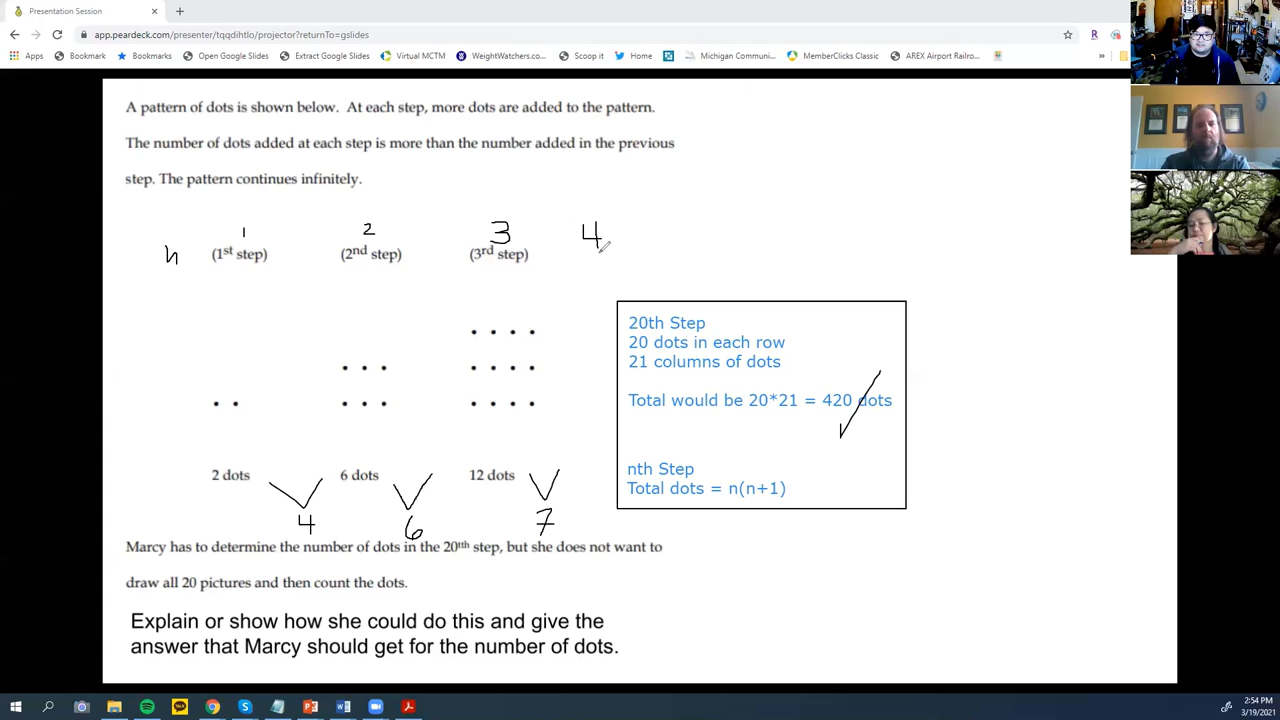 Presentation Session
app.peardeck.com/presenter/tqqdihtlo/projector?returnTo=gslides
Apps
Bookmark
Bookmarks
Open Google Slides
Extract Google Slides
Virtual MCTM
WeightWatchers.co...
Scoop it
Home
Michigan Communi...
MemberClicks Classic
AREX Airport Railro...
A pattern of dots is shown below. At each step, more dots are added to the pattern.
The number of dots added at each step is more than the number added in the previous
step. The pattern continues infinitely.
1 2 3 4
n (1st step) (2nd step) (3rd step)
20th Step
20 dots in each row
21 columns of dots
Total would be 20*21 = 420 dots
nth Step
Total dots = n(n+1)
2 dots 6 dots 12 dots
4 6 7
Marcy has to determine the number of dots in the 20tth step, but she does not want to
draw all 20 pictures and then count the dots.
Explain or show how she could do this and give the
answer that Marcy should get for the number of dots.
2:54 PM
3/19/2021